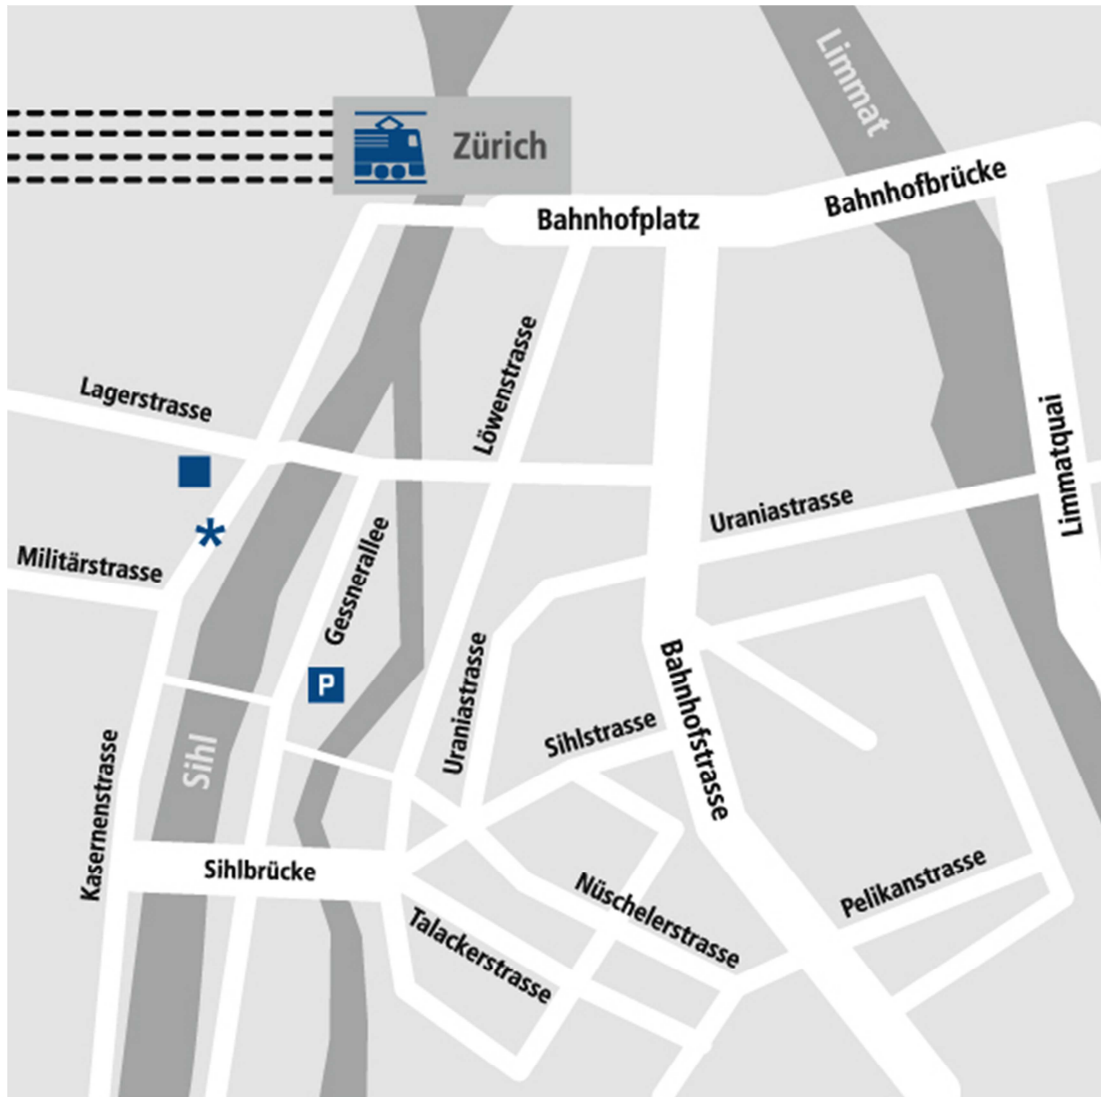 Limmat
Zürich
Bahnhofbrücke
Bahnhofplatz
Löwenstrasse
Lagerstrasse
Limmatquai
Uraniastrasse
*
Militärstrasse
Gessnerallee
P
Uraniastrasse
Bahnhofstrasse
Sihlstrasse
Sihl
Kasernenstrasse
Sihlbrücke
Nüschelerstrasse
Pelikanstrasse
Talackerstrasse